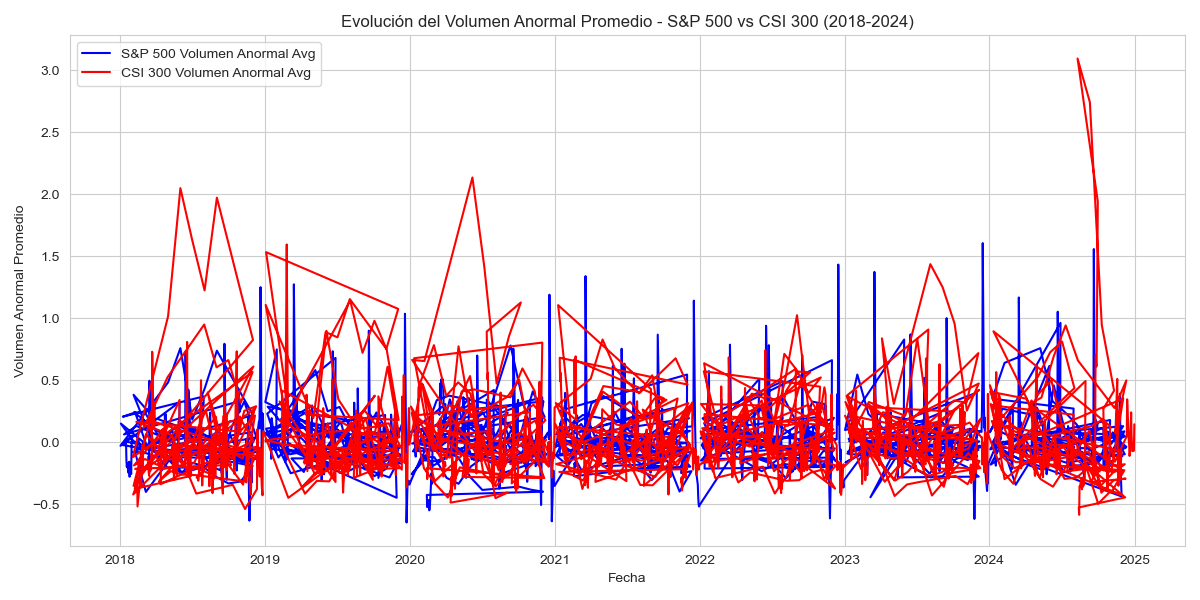 Evolución del Volumen Anormal Promedio - S&P 500 vs CSI 300 (2018-2024)
S&P 500 Volumen Anormal Avg
CSI 300 Volumen Anormal Avg
Volumen Anormal Promedio
3.0
2.5
2.0
1.5
1.0
0.5
0.0
−0.5
2018 2019 2020 2021 2022 2023 2024 2025
Fecha